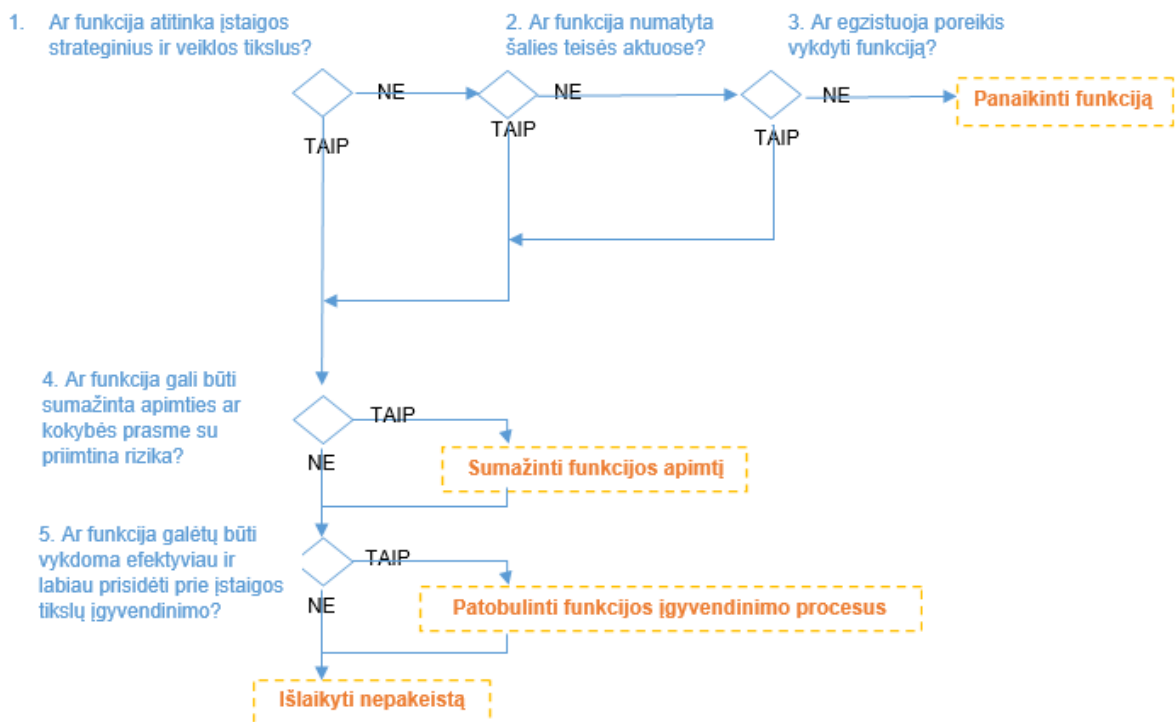 1. Ar funkcija atitinka įstaigos
strateginius ir veiklos tikslus?
2. Ar funkcija numatyta
šalies teisės aktuose?
3. Ar egzistuoja poreikis
vykdyti funkciją?
NE
NE
NE
Panaikinti funkciją
TAIP
TAIP
TAIP
4. Ar funkcija gali būti
sumažinta apimties ar
kokybės prasme su
priimtina rizika?
TAIP
NE
Sumažinti funkcijos apimtį
5. Ar funkcija galėtų būti
vykdoma efektyviau ir
labiau prisidėti prie įstaigos
tikslų įgyvendinimo?
TAIP
NE
Patobulinti funkcijos įgyvendinimo procesus
Išlaikyti nepakeistą